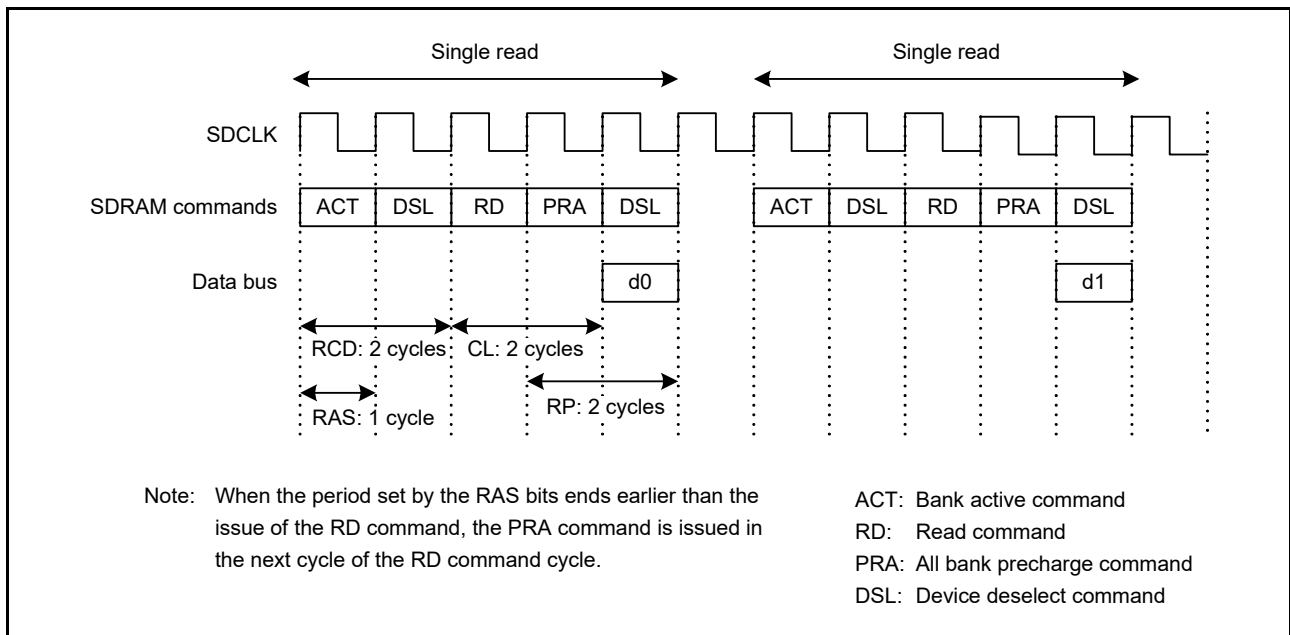 Single read Single read
SDCLK
SDRAM commands ACT DSL RD PRA DSL ACT DSL RD PRA DSL
Data bus d0 d1
RCD: 2 cycles CL: 2 cycles
RAS: 1 cycle RP: 2 cycles
Note: When the period set by the RAS bits ends earlier than the
issue of the RD command, the PRA command is issued in
the next cycle of the RD command cycle.
ACT: Bank active command
RD: Read command
PRA: All bank precharge command
DSL: Device deselect command